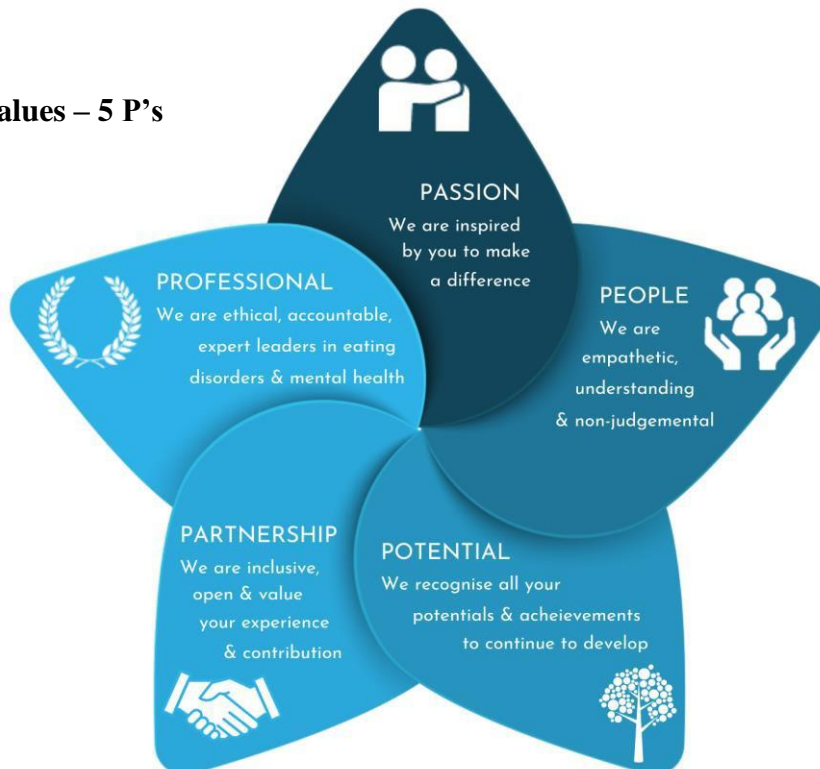 alues – 5 P’s
PASSION
We are inspired
by you to make
a difference
PEOPLE
We are
empathetic,
understanding
& non-judgemental
POTENTIAL
We recognise all your
potentials & acheievements
to continue to develop
PARTNERSHIP
We are inclusive,
open & value
your experience
& contribution
PROFESSIONAL
We are ethical, accountable,
expert leaders in eating
disorders & mental health